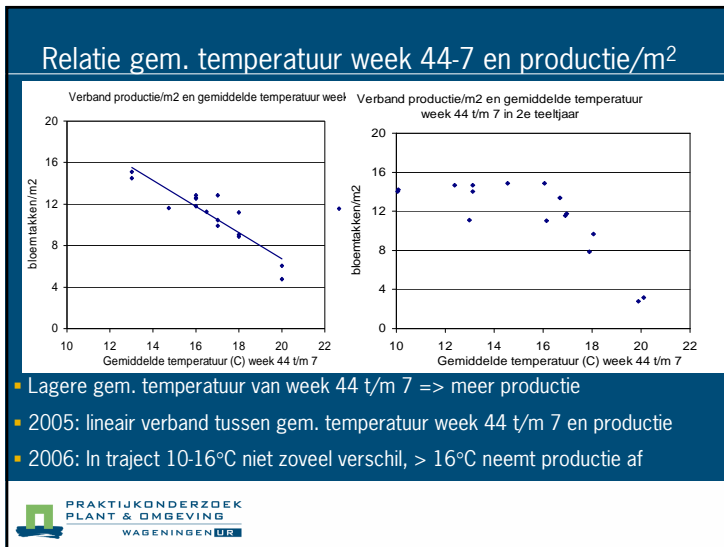 Relatie gem. temperatuur week 44-7 en productie/m²
Verband productie/m2 en gemiddelde temperatuur week
20
16
12
8
4
0
bloemtakken/m2
10 12 14 16 18 20 22
Gemiddelde temperatuur (C) week 44 t/m 7
Verband productie/m2 en gemiddelde temperatuur
week 44 t/m 7 in 2e teeltjaar
20
16
12
8
4
0
bloemtakken/m2
10 12 14 16 18 20 22
Gemiddelde temperatuur (C) week 44 t/m 7
Lagere gem. temperatuur van week 44 t/m 7 => meer productie
2005: lineair verband tussen gem. temperatuur week 44 t/m 7 en productie
2006: In traject 10-16°C niet zoveel verschil, > 16°C neemt productie af
PRAKTIJKONDERZOEK
PLANT & OMGEVING
WAGENINGEN UR